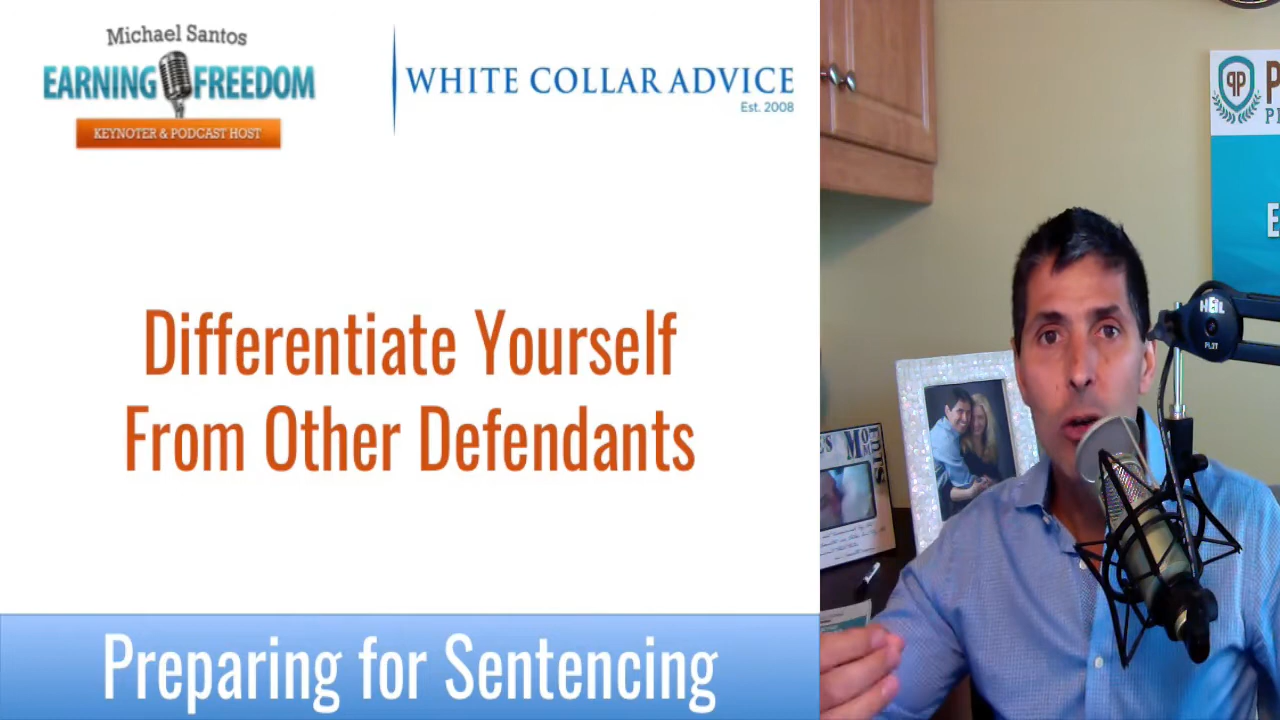 Michael Santos
EARNING FREEDOM
KEYNOTER & PODCAST HOST
WHITE COLLAR ADVICE
Est. 2008
Differentiate Yourself
From Other Defendants
Preparing for Sentencing
HEIL